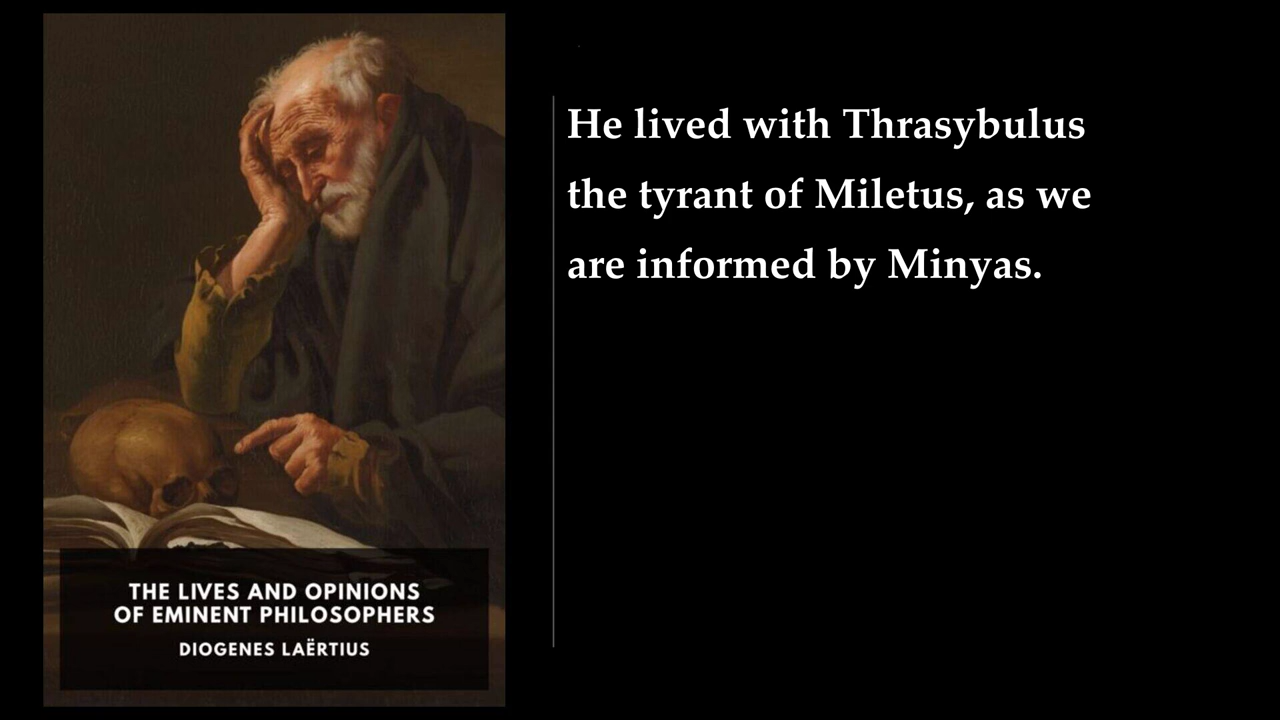 He lived with Thrasybulus
the tyrant of Miletus, as we
are informed by Minyas.
THE LIVES AND OPINIONS
OF EMINENT PHILOSOPHERS
DIOGENES LAËRTIUS